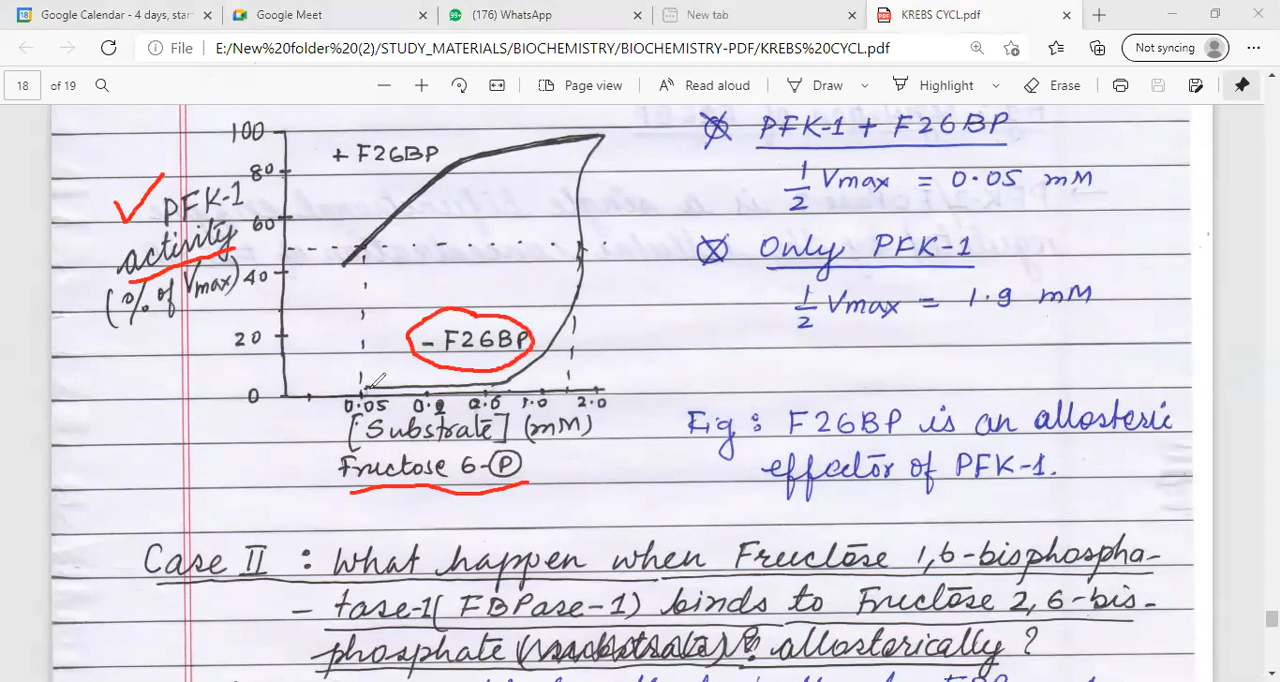 Google Calendar - 4 days, star
Google Meet
99+
(176) WhatsApp
New tab
KREBS CYCL.pdf
File
E:/New%20folder%20(2)/STUDY_MATERIALS/BIOCHEMISTRY/BIOCHEMISTRY-PDF/KREBS%20CYCL.pdf
Not syncing
18 of 19
Page view
Read aloud
Draw
Highlight
Erase
100
80
60
40
20
0
PFK-1
activity
(% of Vmax)
+ F26BP
- F26BP
0.05
1.0
2.0
[Substrate] (mM)
Fructose 6-P
PFK-1 + F26BP
1/2 Vmax = 0.05 mM
Only PFK-1
1/2 Vmax = 1.9 mM
Fig : F26BP is an allosteric
effector of PFK-1.
Case II : What happen when Fructose 1,6-bisphospha-
- tase-1 (FBPase-1) binds to Fructose 2,6-bis-
phosphate allosterically ?